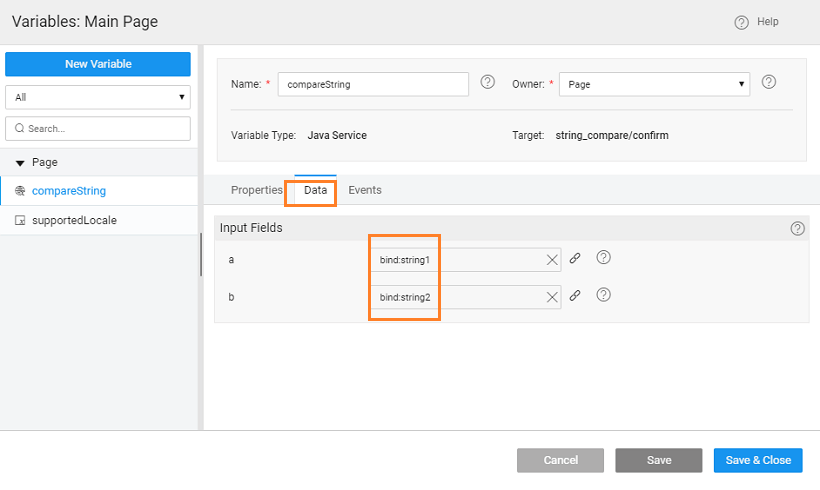 Variables: Main Page
Help
New Variable
All
Search...
Page
compareString
supportedLocale
Name: *
compareString
Owner: *
Page
Variable Type: Java Service
Target: string_compare/confirm
Properties
Data
Events
Input Fields
a
bind:string1
b
bind:string2
Cancel
Save
Save & Close